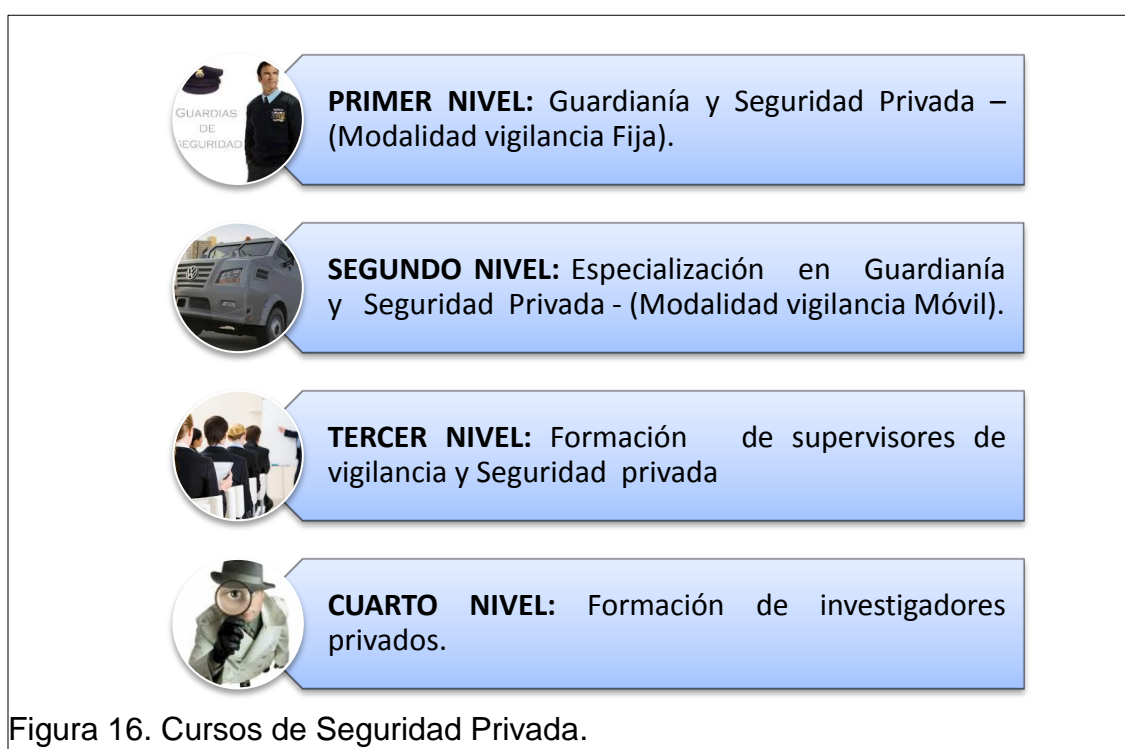 GUARDIAS
DE
SEGURIDAD
PRIMER NIVEL: Guardianía y Seguridad Privada –
(Modalidad vigilancia Fija).
SEGUNDO NIVEL: Especialización en Guardianía
y Seguridad Privada - (Modalidad vigilancia Móvil).
TERCER NIVEL: Formación de supervisores de
vigilancia y Seguridad privada
CUARTO NIVEL: Formación de investigadores
privados.
Figura 16. Cursos de Seguridad Privada.